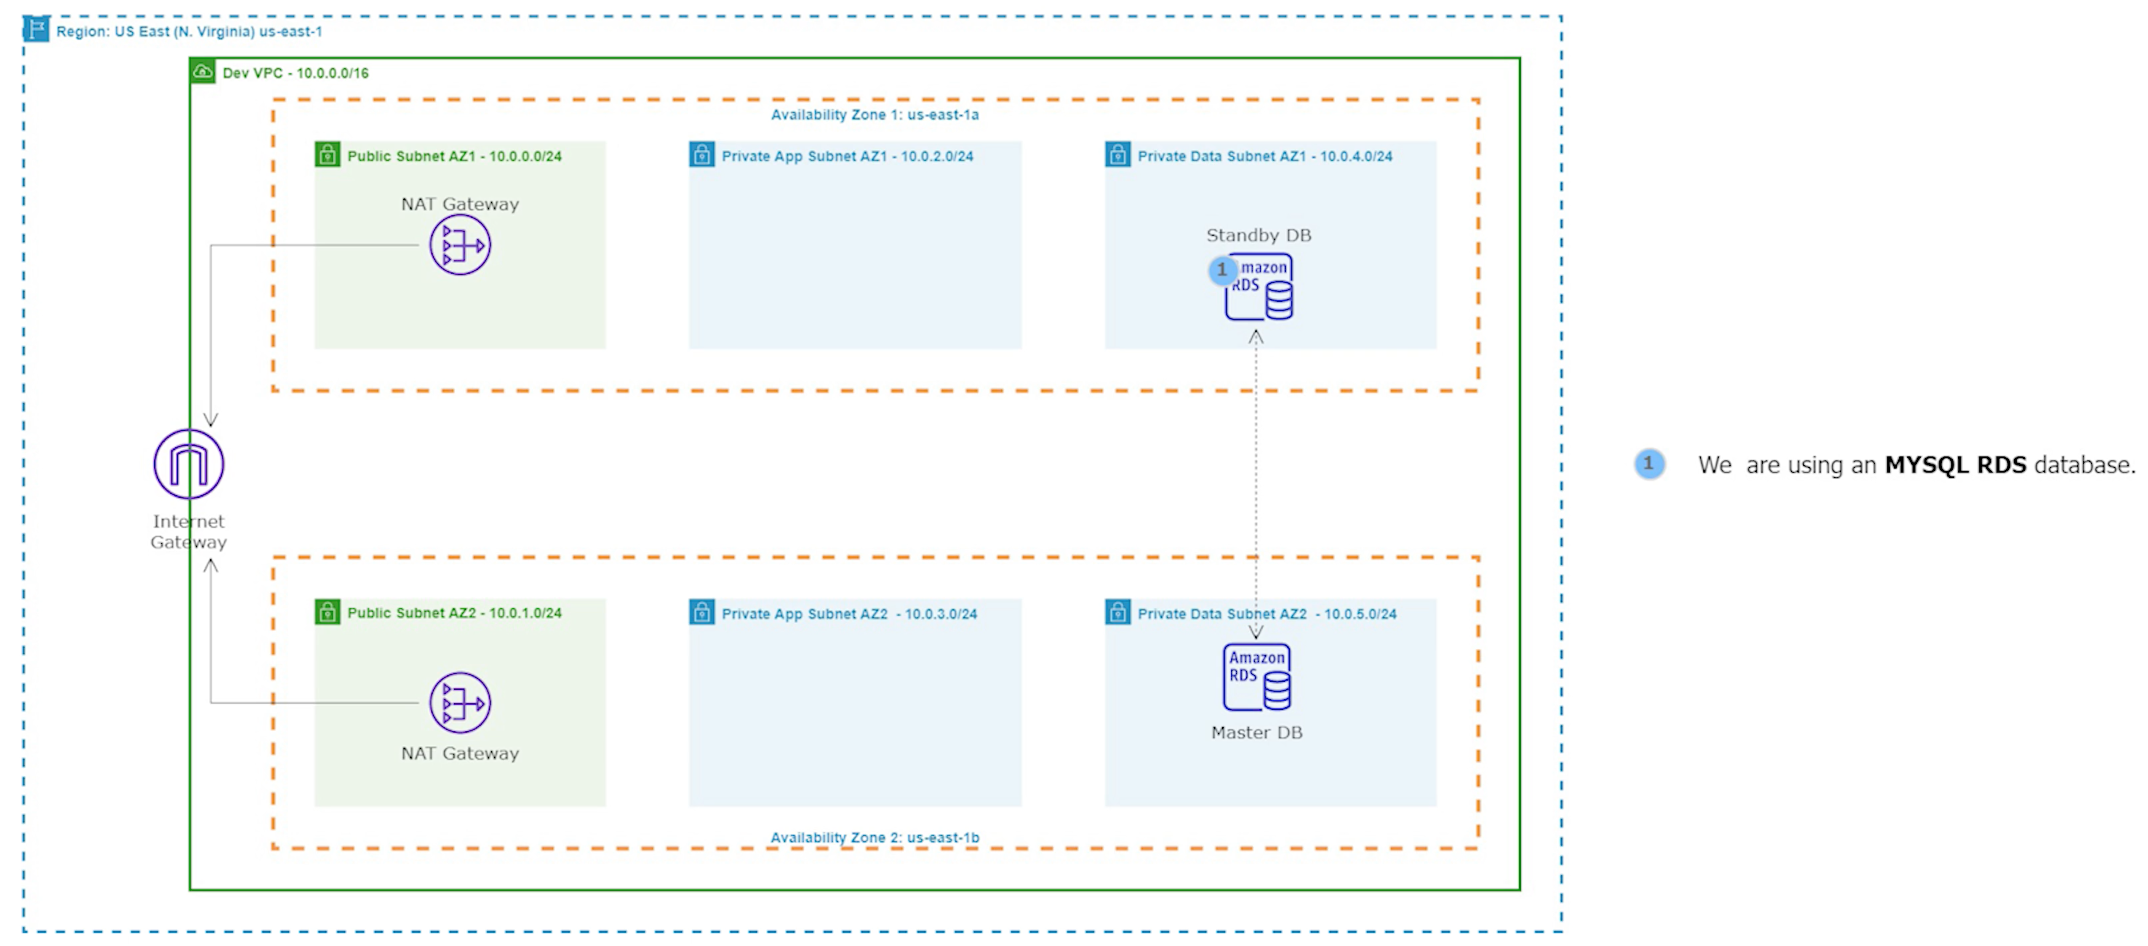 Region: US East (N. Virginia) us-east-1
Dev VPC - 10.0.0.0/16
Availability Zone 1: us-east-1a
Public Subnet AZ1 - 10.0.0.0/24
Private App Subnet AZ1 - 10.0.2.0/24
Private Data Subnet AZ1 - 10.0.4.0/24
NAT Gateway
Standby DB
1
mazon
RDS
Internet
Gateway
1
We are using an MYSQL RDS database.
Public Subnet AZ2 - 10.0.1.0/24
Private App Subnet AZ2 - 10.0.3.0/24
Private Data Subnet AZ2 - 10.0.5.0/24
Amazon
RDS
Master DB
NAT Gateway
Availability Zone 2: us-east-1b